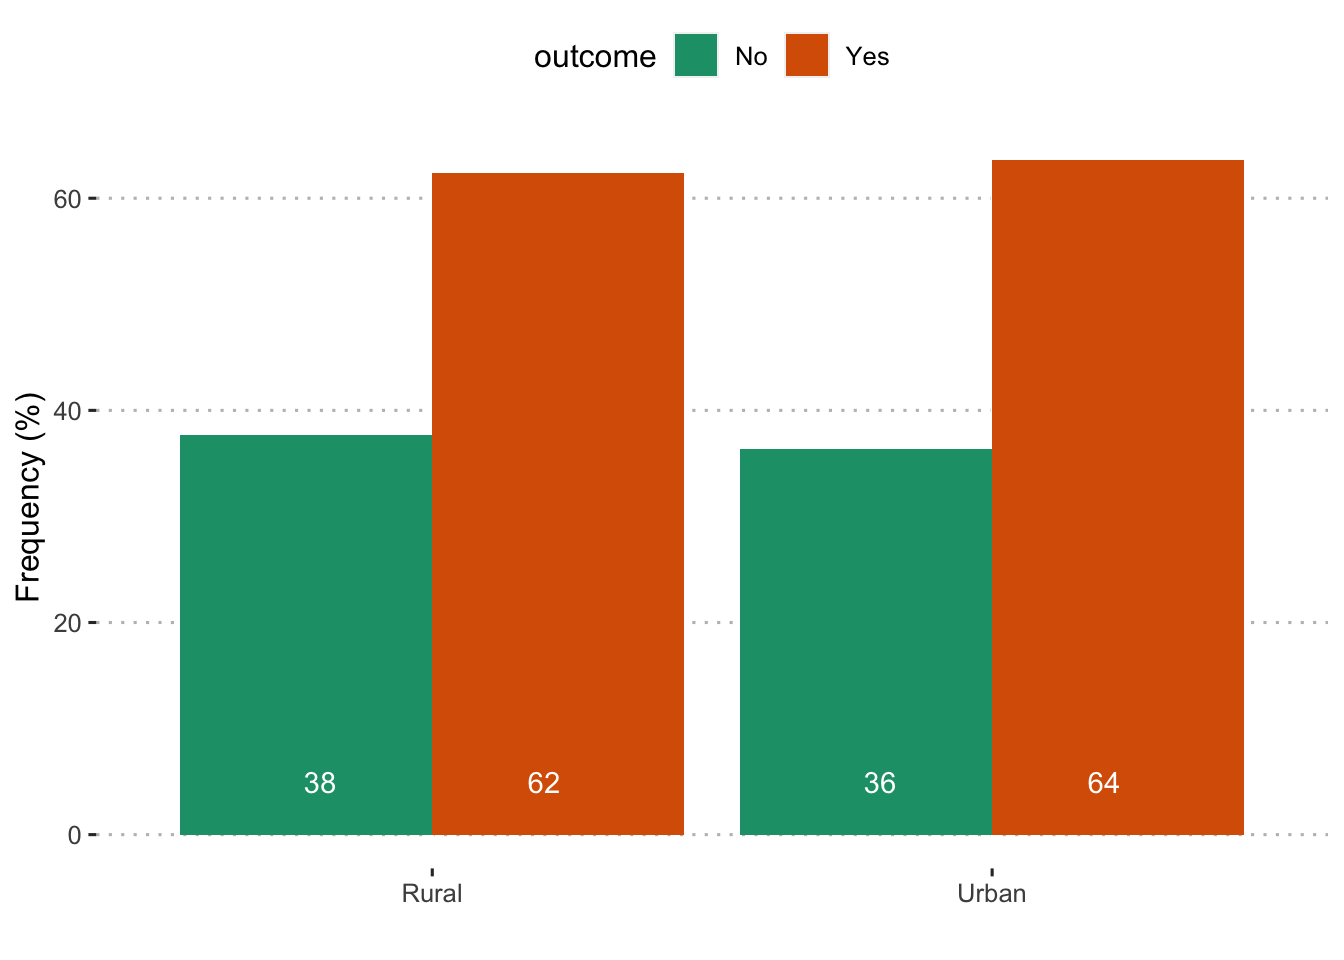 outcome No Yes
Frequency (%)
60
40
20
0
38 62 36 64
Rural Urban